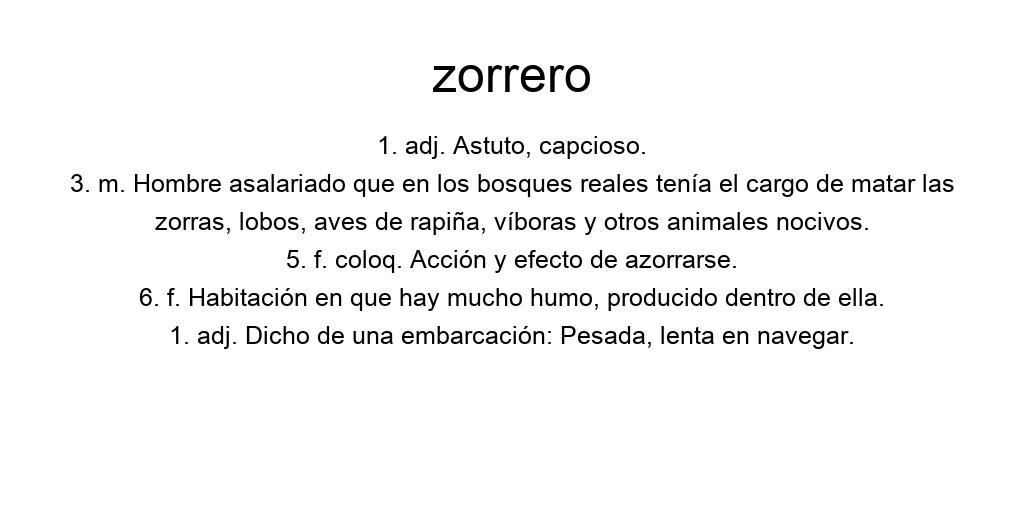 zorrero
1. adj. Astuto, capcioso.
3. m. Hombre asalariado que en los bosques reales tenía el cargo de matar las
zorras, lobos, aves de rapiña, víboras y otros animales nocivos.
5. f. coloq. Acción y efecto de azorrarse.
6. f. Habitación en que hay mucho humo, producido dentro de ella.
1. adj. Dicho de una embarcación: Pesada, lenta en navegar.